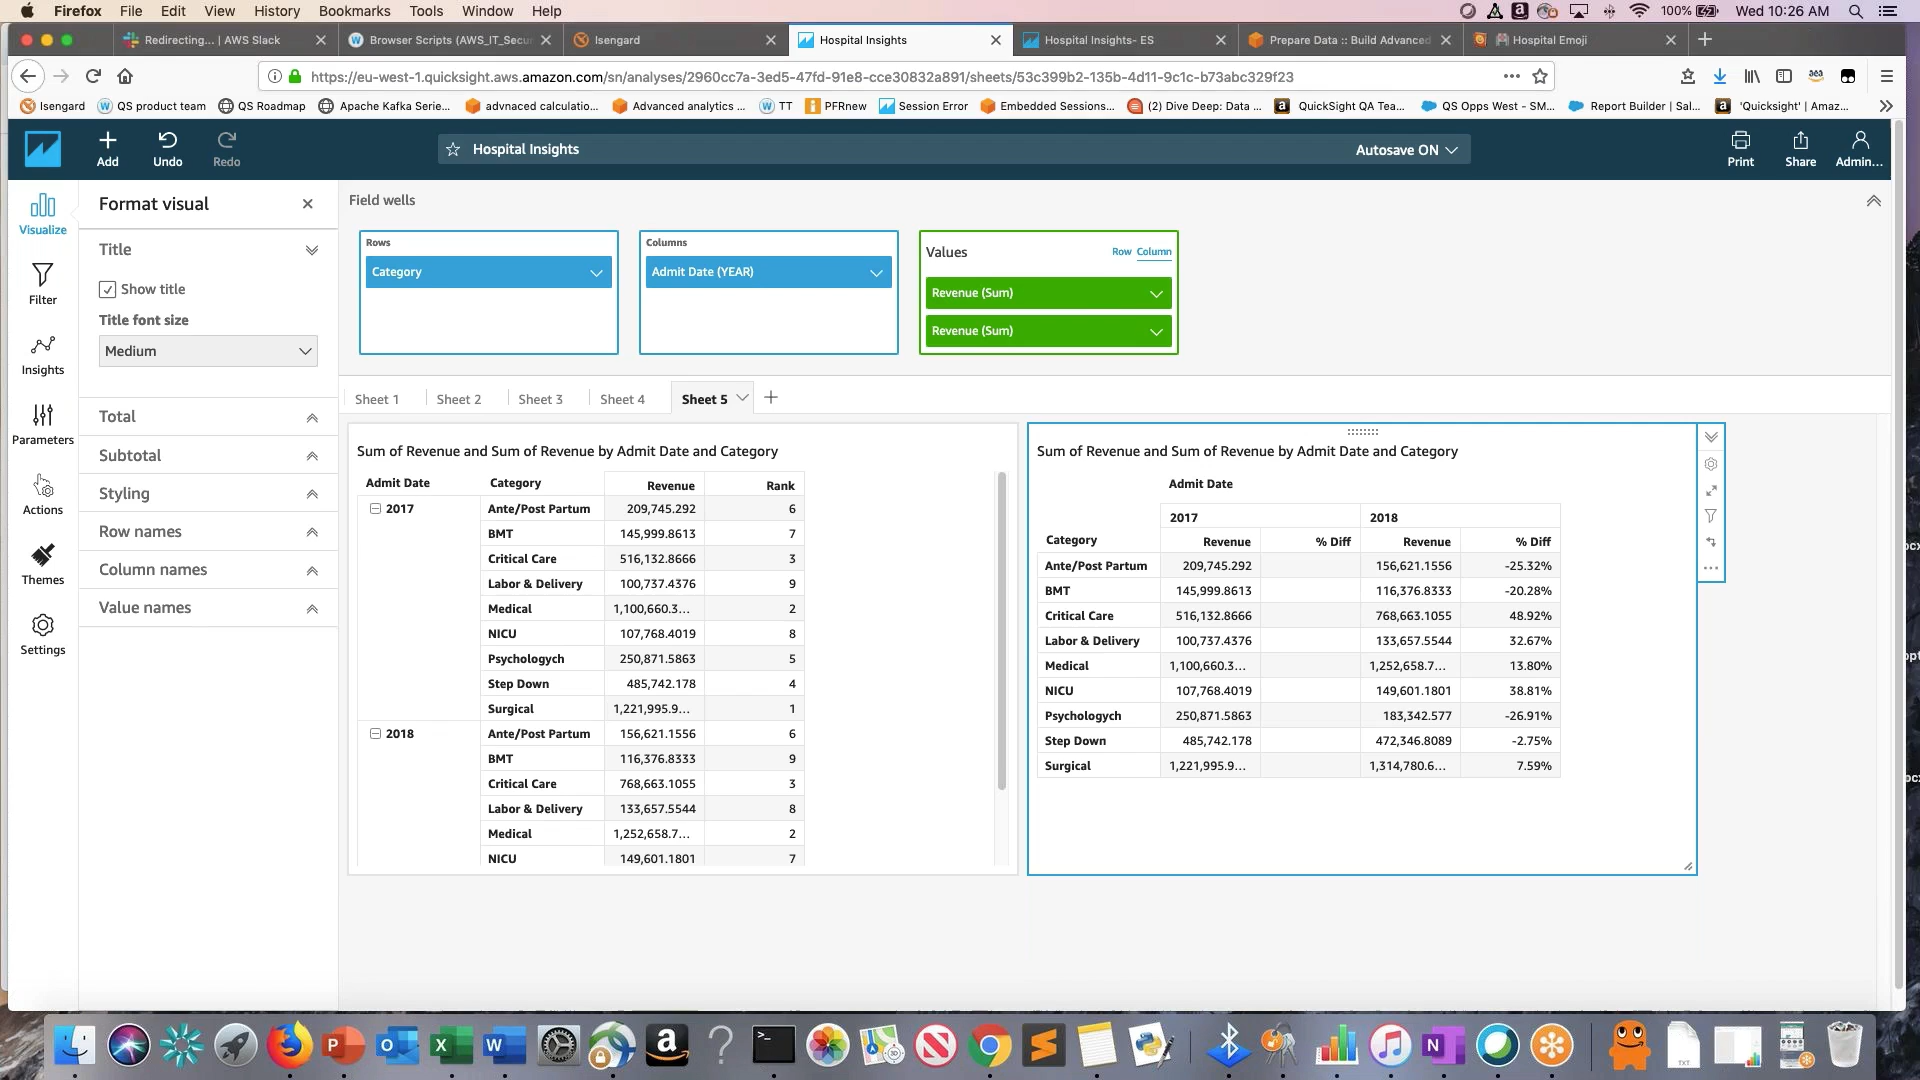 Firefox File Edit View History Bookmarks Tools Window Help 100% Wed 10:26 AM
Redirecting... | AWS Slack
Browser Scripts (AWS_IT_Secur
Isengard
Hospital Insights
Hospital Insights- ES
Prepare Data :: Build Advanced
Hospital Emoji
https://eu-west-1.quicksight.aws.amazon.com/sn/analyses/2960cc7a-3ed5-47fd-91e8-cce30832a891/sheets/53c399b2-135b-4d11-9c1c-b73abc329f23
Isengard QS product team QS Roadmap Apache Kafka Serie... advnaced calculatio... Advanced analytics ... TT PFRnew Session Error Embedded Sessions... (2) Dive Deep: Data ... QuickSight QA Tea... QS Opps West - SM... Report Builder | Sal... 'Quicksight' | Amaz...
Add Undo Redo
Hospital Insights
Autosave ON
Print Share Admin...
Visualize
Filter
Insights
Parameters
Actions
Themes
Settings
Format visual
Title
Show title
Title font size
Medium
Total
Subtotal
Styling
Row names
Column names
Value names
Field wells
Rows
Category
Columns
Admit Date (YEAR)
Values Row Column
Revenue (Sum)
Revenue (Sum)
Sheet 1 Sheet 2 Sheet 3 Sheet 4 Sheet 5
Sum of Revenue and Sum of Revenue by Admit Date and Category
Admit Date Category Revenue Rank
2017 Ante/Post Partum 209,745.292 6
BMT 145,999.8613 7
Critical Care 516,132.8666 3
Labor & Delivery 100,737.4376 9
Medical 1,100,660.3... 2
NICU 107,768.4019 8
Psychologych 250,871.5863 5
Step Down 485,742.178 4
Surgical 1,221,995.9... 1
2018 Ante/Post Partum 156,621.1556 6
BMT 116,376.8333 9
Critical Care 768,663.1055 3
Labor & Delivery 133,657.5544 8
Medical 1,252,658.7... 2
NICU 149,601.1801 7
Sum of Revenue and Sum of Revenue by Admit Date and Category
Admit Date
2017 2018
Category Revenue % Diff Revenue % Diff
Ante/Post Partum 209,745.292 156,621.1556 -25.32%
BMT 145,999.8613 116,376.8333 -20.28%
Critical Care 516,132.8666 768,663.1055 48.92%
Labor & Delivery 100,737.4376 133,657.5544 32.67%
Medical 1,100,660.3... 1,252,658.7... 13.80%
NICU 107,768.4019 149,601.1801 38.81%
Psychologych 250,871.5863 183,342.577 -26.91%
Step Down 485,742.178 472,346.8089 -2.75%
Surgical 1,221,995.9... 1,314,780.6... 7.59%